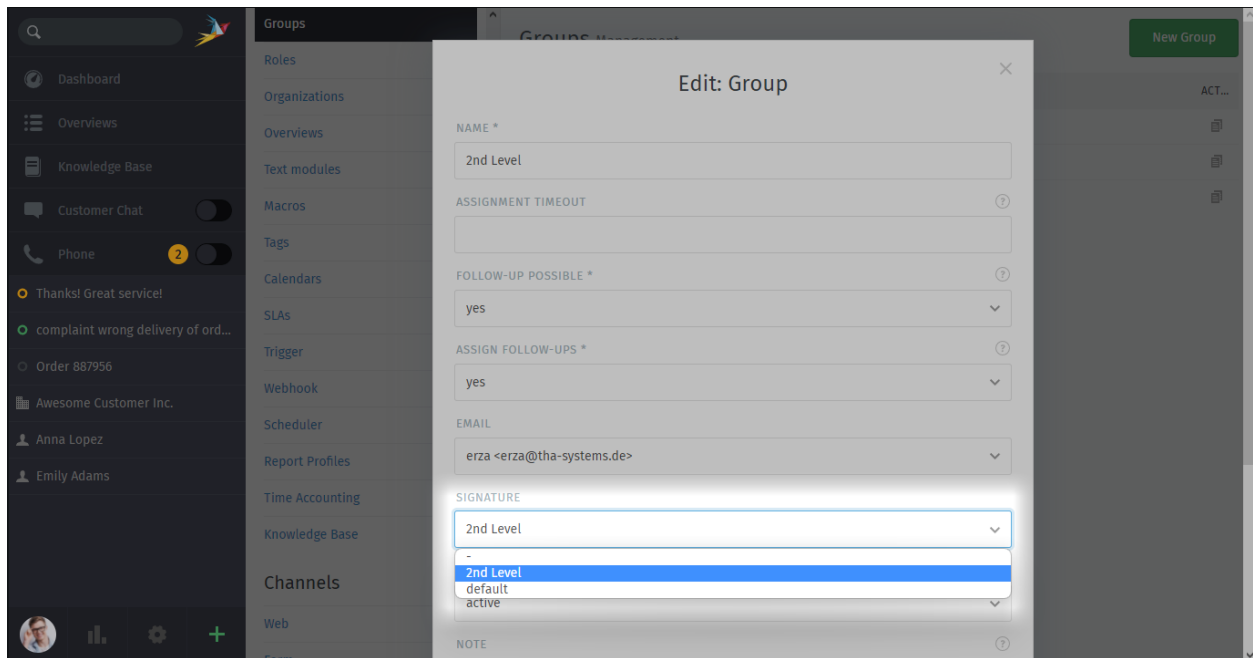 Dashboard
Overviews
Knowledge Base
Customer Chat
Phone
2
Thanks! Great service!
complaint wrong delivery of ord...
Order 887956
Awesome Customer Inc.
Anna Lopez
Emily Adams
Groups
Roles
Organizations
Overviews
Text modules
Macros
Tags
Calendars
SLAs
Trigger
Webhook
Scheduler
Report Profiles
Time Accounting
Knowledge Base
Channels
Web
Groups Management
New Group
ACT...
Edit: Group
NAME *
2nd Level
ASSIGNMENT TIMEOUT
FOLLOW-UP POSSIBLE *
yes
ASSIGN FOLLOW-UPS *
yes
EMAIL
erza <erza@tha-systems.de>
SIGNATURE
2nd Level
-
2nd Level
default
active
NOTE